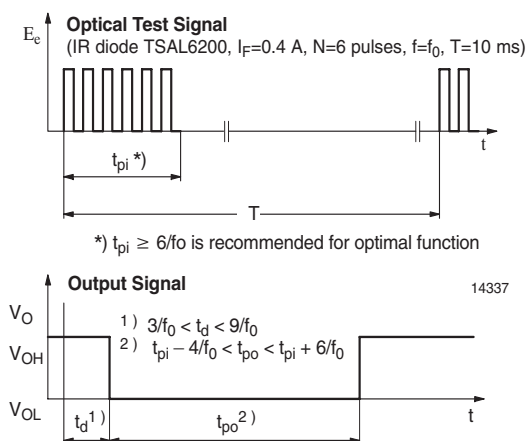 Optical Test Signal
(IR diode TSAL6200, IF=0.4 A, N=6 pulses, f=f0, T=10 ms)
Ee
t
tpi *)
T
*) tpi ≥ 6/fo is recommended for optimal function
Output Signal
14337
VO
VOH
VOL
1) 3/f0 < td < 9/f0
2) tpi – 4/f0 < tpo < tpi + 6/f0
td1)
tpo2)
t